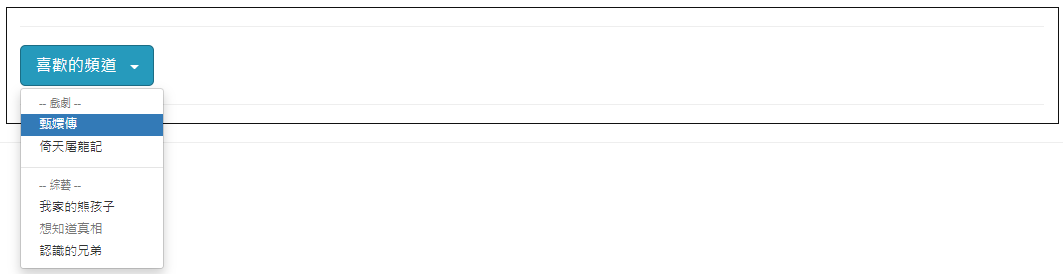 喜歡的頻道
-- 戲劇 --
甄嬛傳
倚天屠龍記
-- 綜藝 --
我家的熊孩子
想知道真相
認識的兄弟